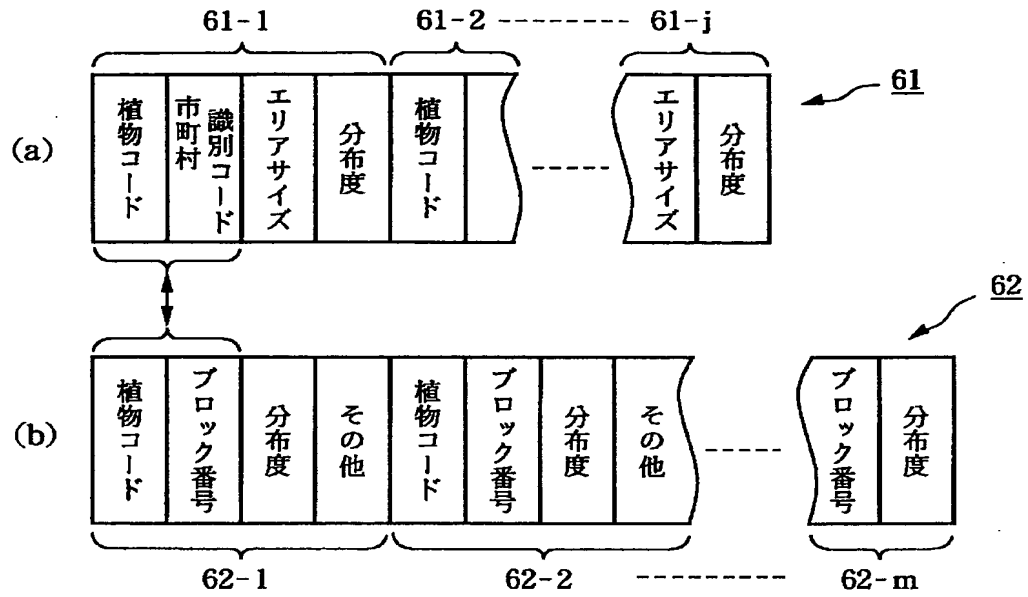 61-1
61-2
61-j
61
(a)
植物コード
市町村
識別コード
エリアサイズ
分布度
植物コード
エリアサイズ
分布度
62
(b)
植物コード
ブロック番号
分布度
その他
植物コード
ブロック番号
分布度
その他
ブロック番号
分布度
62-1
62-2
62-m